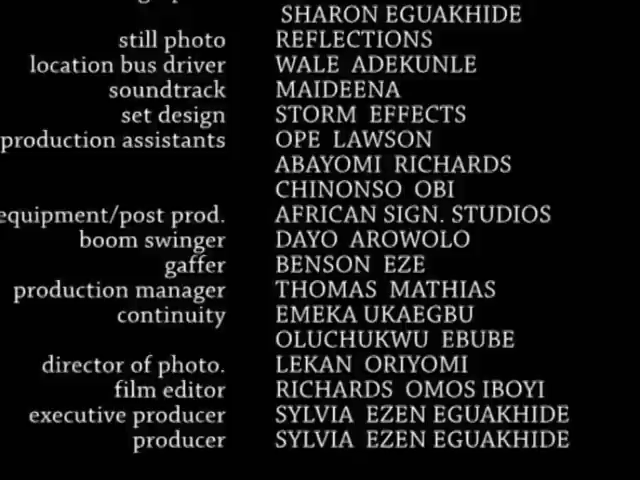 SHARON EGUAKHIDE
still photo REFLECTIONS
location bus driver WALE ADEKUNLE
soundtrack MAIDEENA
set design STORM EFFECTS
production assistants OPE LAWSON
ABAYOMI RICHARDS
CHINONSO OBI
equipment/post prod. AFRICAN SIGN. STUDIOS
boom swinger DAYO AROWOLO
gaffer BENSON EZE
production manager THOMAS MATHIAS
continuity EMEKA UKAEGBU
OLUCHUKWU EBUBE
director of photo. LEKAN ORIYOMI
film editor RICHARDS OMOS IBOYI
executive producer SYLVIA EZEN EGUAKHIDE
producer SYLVIA EZEN EGUAKHIDE